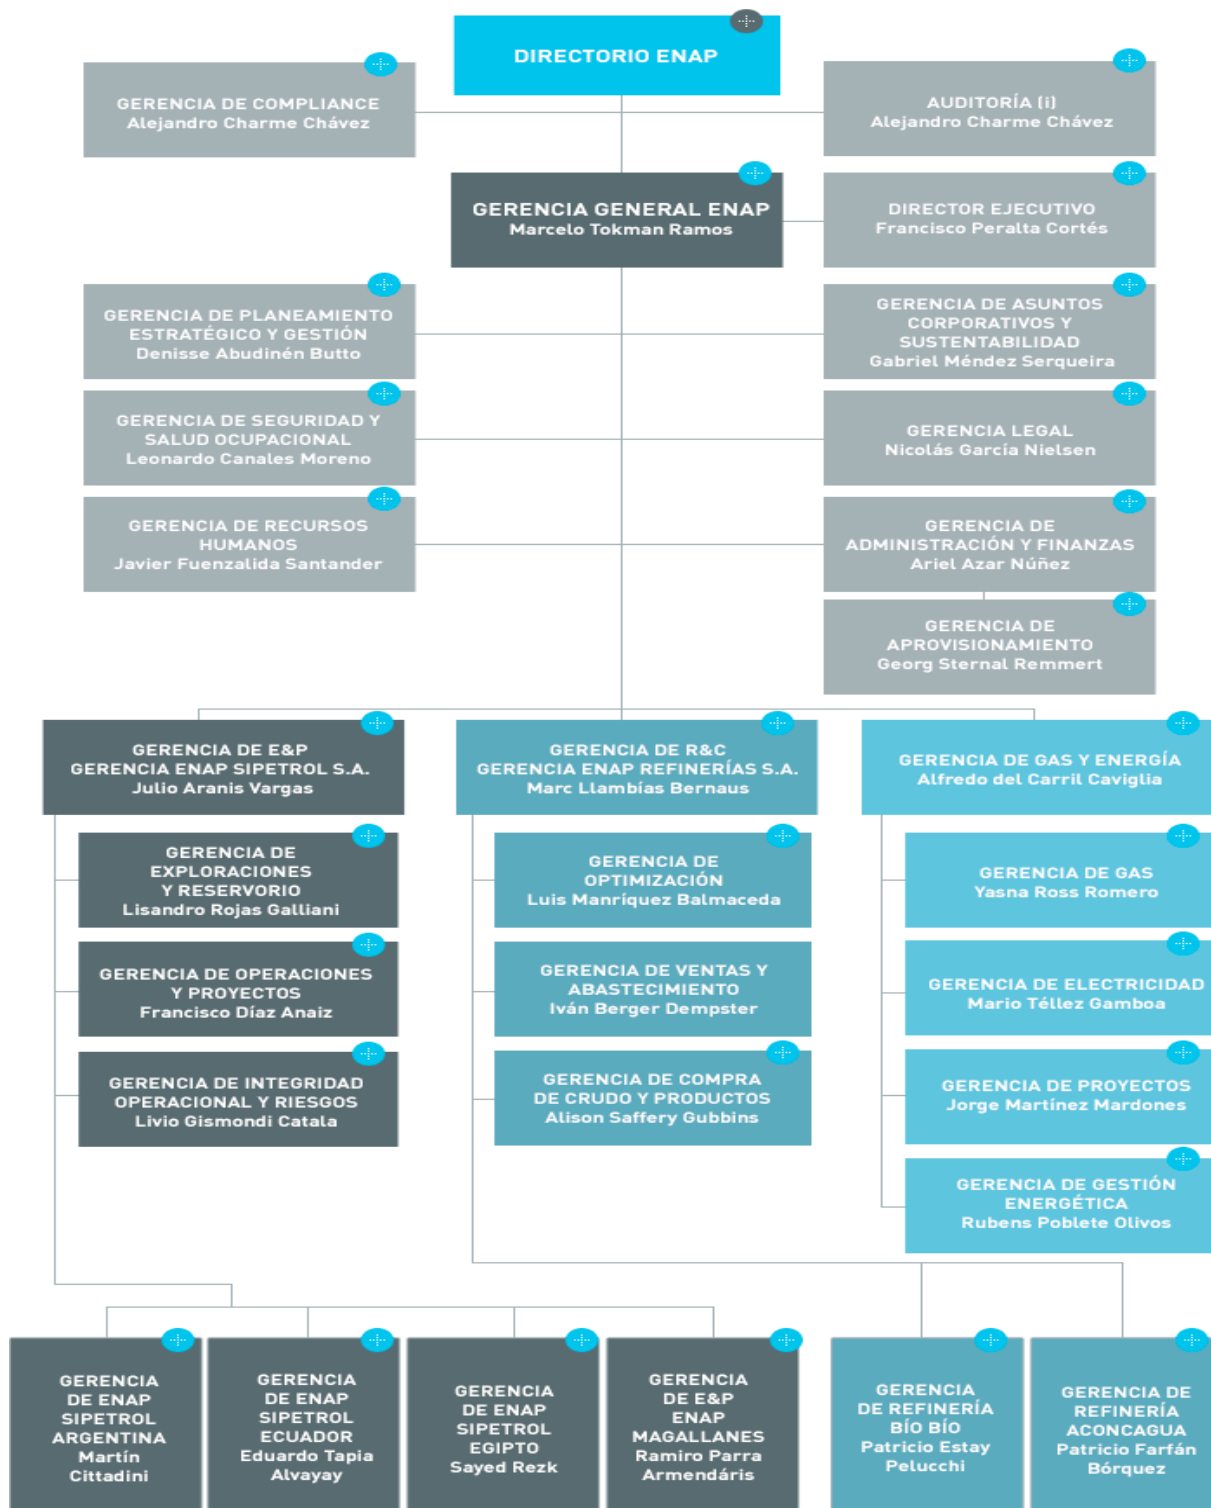 DIRECTORIO ENAP
GERENCIA DE COMPLIANCE
Alejandro Charme Chávez
AUDITORÍA (i)
Alejandro Charme Chávez
GERENCIA GENERAL ENAP
Marcelo Tokman Ramos
DIRECTOR EJECUTIVO
Francisco Peralta Cortés
GERENCIA DE PLANEAMIENTO
ESTRATÉGICO Y GESTIÓN
Denisse Abudinén Butto
GERENCIA DE ASUNTOS
CORPORATIVOS Y
SUSTENTABILIDAD
Gabriel Méndez Serqueira
GERENCIA DE SEGURIDAD Y
SALUD OCUPACIONAL
Leonardo Canales Moreno
GERENCIA LEGAL
Nicolás García Nielsen
GERENCIA DE RECURSOS
HUMANOS
Javier Fuenzalida Santander
GERENCIA DE
ADMINISTRACIÓN Y FINANZAS
Ariel Azar Núñez
GERENCIA DE
APROVISIONAMIENTO
Georg Sternal Remmert
GERENCIA DE E&P
GERENCIA ENAP SIPETROL S.A.
Julio Aranis Vargas
GERENCIA DE R&C
GERENCIA ENAP REFINERÍAS S.A.
Marc Llambías Bernaus
GERENCIA DE GAS Y ENERGÍA
Alfredo del Carril Caviglia
GERENCIA DE
EXPLORACIONES
Y RESERVORIO
Lisandro Rojas Galliani
GERENCIA DE
OPTIMIZACIÓN
Luis Manríquez Balmaceda
GERENCIA DE GAS
Yasna Ross Romero
GERENCIA DE OPERACIONES
Y PROYECTOS
Francisco Díaz Anaiz
GERENCIA DE VENTAS Y
ABASTECIMIENTO
Iván Berger Dempster
GERENCIA DE ELECTRICIDAD
Mario Téllez Gamboa
GERENCIA DE INTEGRIDAD
OPERACIONAL Y RIESGOS
Livio Gismondi Catala
GERENCIA DE COMPRA
DE CRUDO Y PRODUCTOS
Alison Saffery Gubbins
GERENCIA DE PROYECTOS
Jorge Martínez Mardones
GERENCIA DE GESTIÓN
ENERGÉTICA
Rubens Poblete Olivos
GERENCIA
DE ENAP
SIPETROL
ARGENTINA
Martín
Cittadini
GERENCIA
DE ENAP
SIPETROL
ECUADOR
Eduardo Tapia
Alvayay
GERENCIA
DE ENAP
SIPETROL
EGIPTO
Sayed Rezk
GERENCIA
DE E&P
ENAP
MAGALLANES
Ramiro Parra
Armendáris
GERENCIA
DE REFINERÍA
BÍO BÍO
Patricio Estay
Pelucchi
GERENCIA DE
REFINERÍA
ACONCAGUA
Patricio Farfán
Bórquez